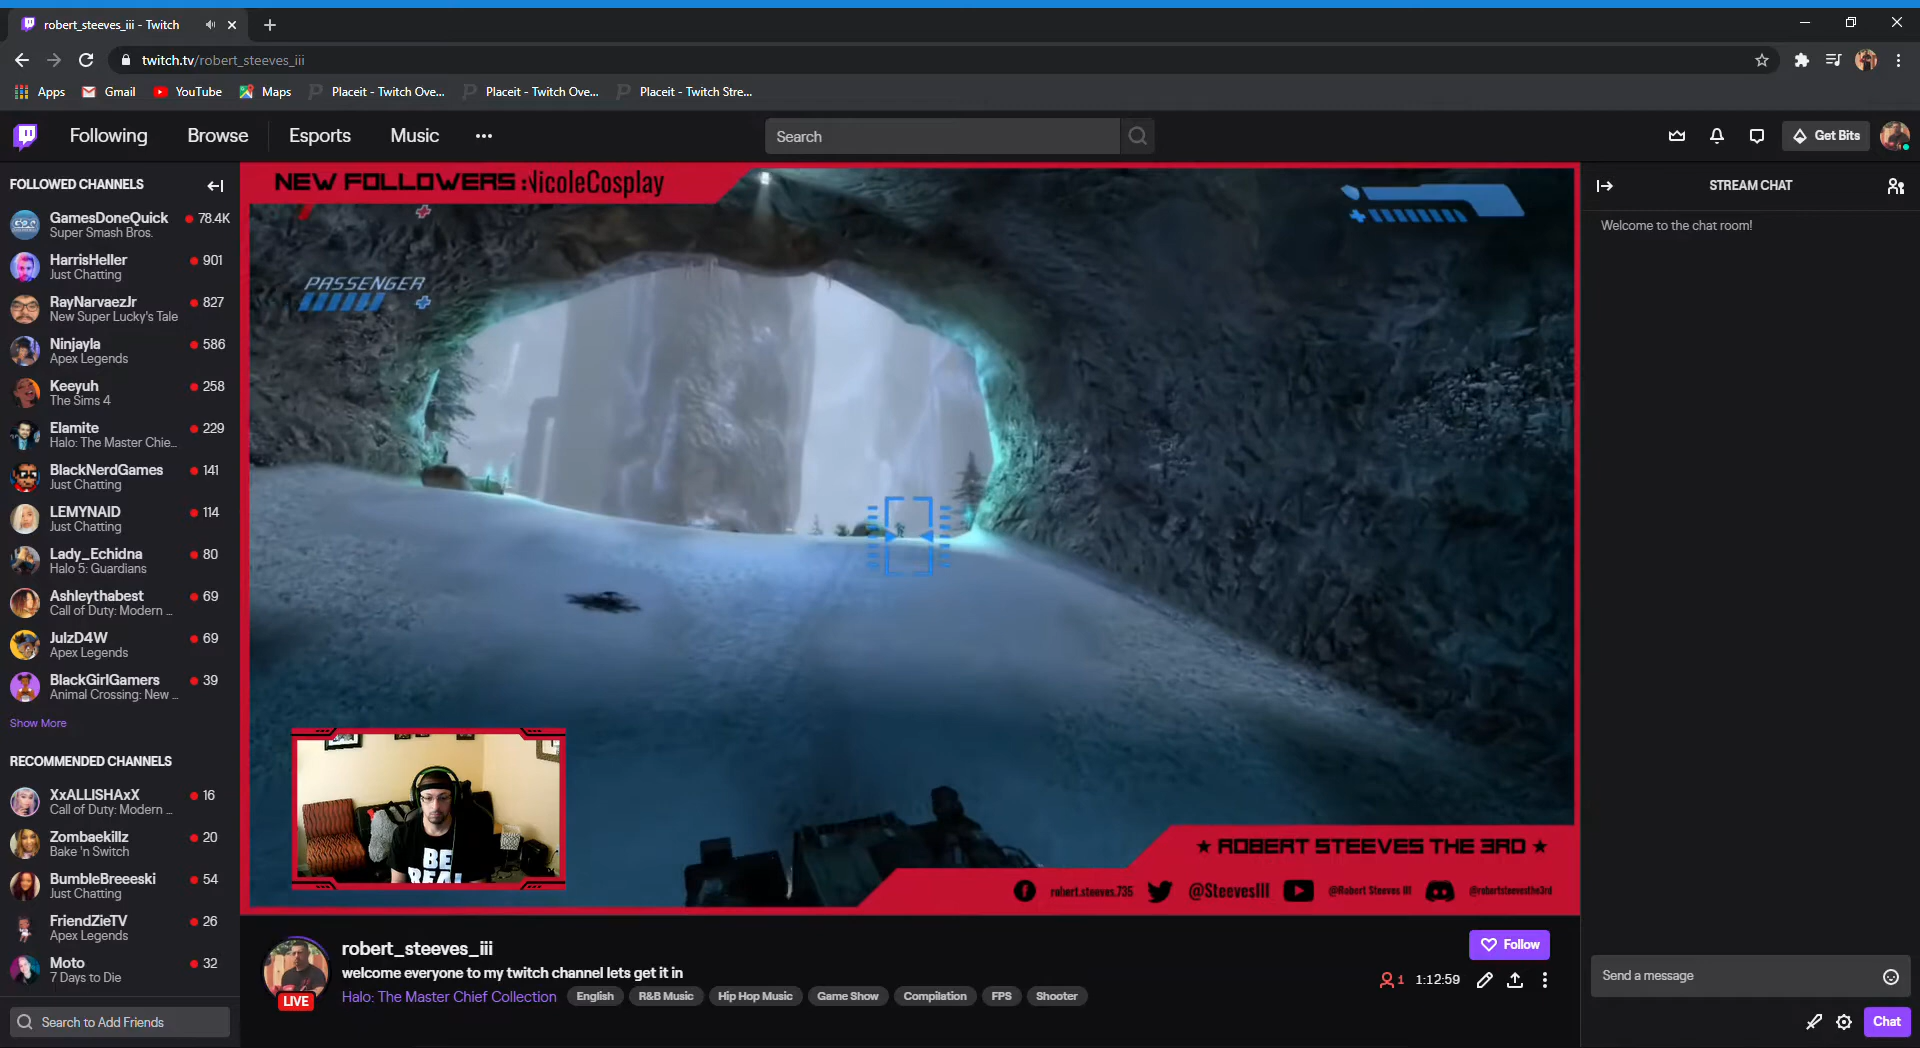 robert_steeves_iii - Twitch
twitch.tv/robert_steeves_iii
Apps
Gmail
YouTube
Maps
Placeit - Twitch Ove...
Placeit - Twitch Ove...
Placeit - Twitch Stre...
Following
Browse
Esports
Music
Search
Get Bits
FOLLOWED CHANNELS
GamesDoneQuick 78.4K
Super Smash Bros.
HarrisHeller 901
Just Chatting
RayNarvaezJr 827
New Super Lucky's Tale
Ninjayla 586
Apex Legends
Keeyuh 258
The Sims 4
Elamite 229
Halo: The Master Chie...
BlackNerdGames 141
Just Chatting
LEMYNAID 114
Just Chatting
Lady_Echidna 80
Halo 5: Guardians
Ashleythabest 69
Call of Duty: Modern ...
JulzD4W 69
Apex Legends
BlackGirlGamers 39
Animal Crossing: New ...
Show More
RECOMMENDED CHANNELS
XxALLISHAxX 16
Call of Duty: Modern ...
Zombaekillz 20
Bake 'n Switch
BumbleBreeeski 54
Just Chatting
FriendZieTV 26
Apex Legends
Moto 32
7 Days to Die
Search to Add Friends
NEW FOLLOWERS :NicoleCosplay
PASSENGER
BE
REAL
★ ROBERT STEEVES THE 3RD ★
robert.steeves.735
@SteevesIII
@Robert Steeves III
@robertsteevesthe3rd
robert_steeves_iii
welcome everyone to my twitch channel lets get it in
Halo: The Master Chief Collection
English
R&B Music
Hip Hop Music
Game Show
Compilation
FPS
Shooter
LIVE
Follow
1
1:12:59
STREAM CHAT
Welcome to the chat room!
Send a message
Chat